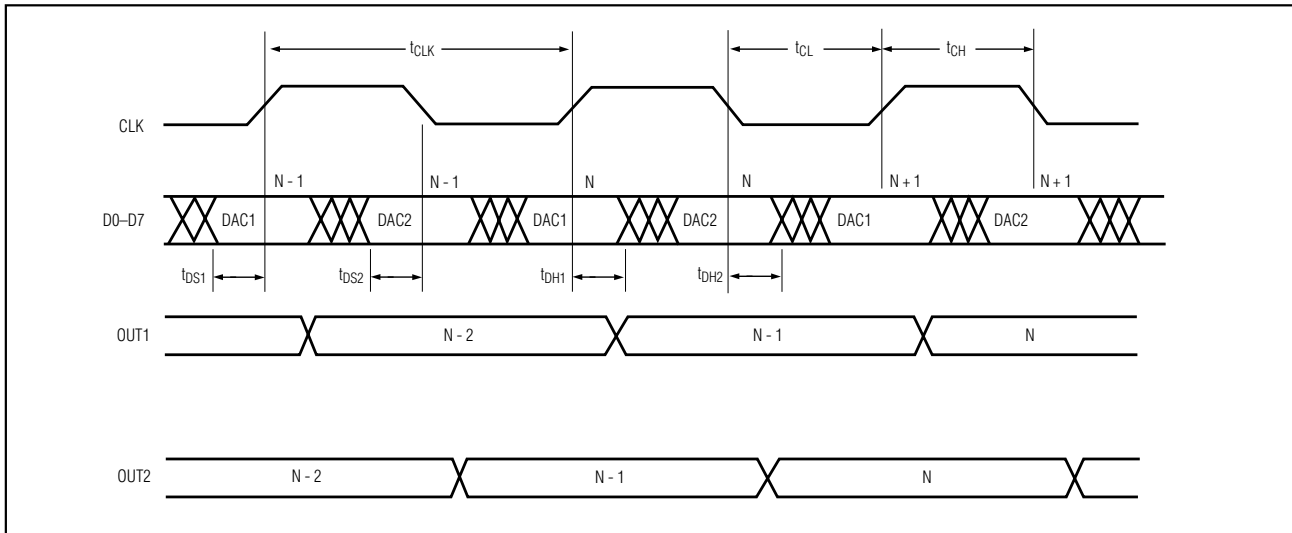 tCLK
tCL
tCH
CLK
N - 1
N - 1
N
N
N + 1
N + 1
D0–D7
DAC1
DAC2
DAC1
DAC2
DAC1
DAC2
tDS1
tDS2
tDH1
tDH2
OUT1
N - 2
N - 1
N
OUT2
N - 2
N - 1
N